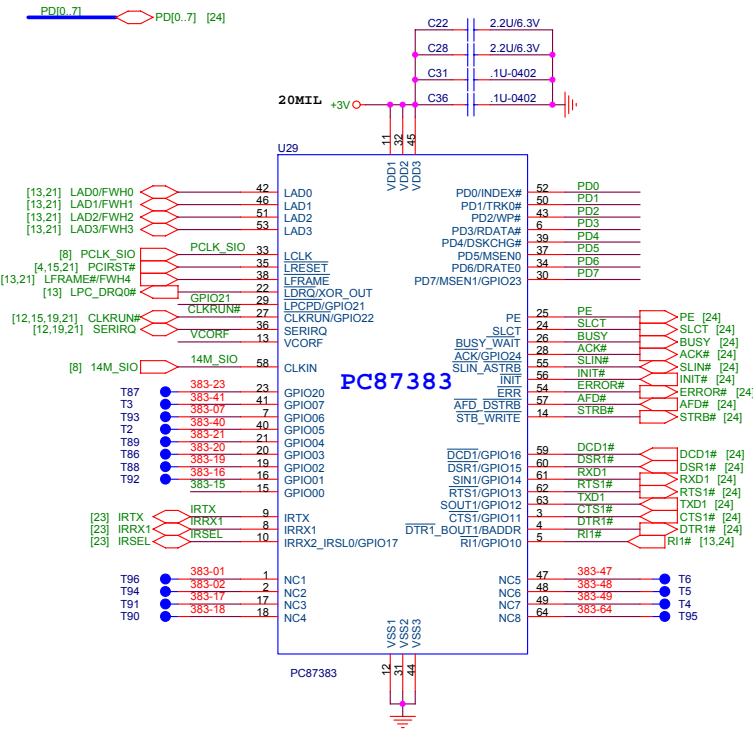 PD[0..7] PD[0..7] [24]
C22 2.2U/6.3V
C28 2.2U/6.3V
C31 .1U-0402
C36 .1U-0402
20MIL +3V
11 32 45
U29
VDD1 VDD2 VDD3
[13,21] LAD0/FWH0 42 LAD0 PD0/INDEX# 52 PD0
[13,21] LAD1/FWH1 46 LAD1 PD1/TRK0# 50 PD1
[13,21] LAD2/FWH2 51 LAD2 PD2/WP# 43 PD2
[13,21] LAD3/FWH3 53 LAD3 PD3/RDATA# 6 PD3
PD4/DSKCHG# 39 PD4
[8] PCLK_SIO PCLK_SIO 33 LCLK PD5/MSEN0 37 PD5
[4,15,21] PCIRST# 35 LRESET PD6/DRATE0 34 PD6
[13,21] LFRAME#/FWH4 38 LFRAME PD7/MSEN1/GPIO23 30 PD7
[13] LPC_DRQ0# 22 LDRQ/XOR_OUT
GPIO21 29 LPCPD/GPIO21
[12,15,19,21] CLKRUN# CLKRUN# 27 CLKRUN/GPIO22 PE 25 PE PE [24]
[12,19,21] SERIRQ 36 SERIRQ SLCT 24 SLCT SLCT [24]
VCORF 13 VCORF BUSY_WAIT 26 BUSY BUSY [24]
ACK/GPIO24 28 ACK# ACK# [24]
[8] 14M_SIO 14M_SIO 58 CLKIN SLIN_ASTRB 55 SLIN# SLIN# [24]
INIT 56 INIT# INIT# [24]
PC87383
T87 383-23 23 GPIO20 ERR 54 ERROR# ERROR# [24]
T3 383-41 41 GPIO07 AFD_DSTRB 57 AFD# AFD# [24]
T93 383-07 7 GPIO06 STB_WRITE 14 STRB# STRB# [24]
T2 383-40 40 GPIO05
T89 383-21 21 GPIO04
T86 383-20 20 GPIO03 DCD1/GPIO16 59 DCD1# DCD1# [24]
T88 383-19 19 GPIO02 DSR1/GPIO15 60 DSR1# DSR1# [24]
T92 383-16 16 GPIO01 SIN1/GPIO14 61 RXD1 RXD1 [24]
383-15 15 GPIO00 RTS1/GPIO13 62 RTS1# RTS1# [24]
SOUT1/GPIO12 63 TXD1 TXD1 [24]
[23] IRTX IRTX 9 IRTX CTS1/GPIO11 3 CTS1# CTS1# [24]
[23] IRRX1 IRRX1 8 IRRX1 DTR1_BOUT1/BADDR 4 DTR1# DTR1# [24]
[23] IRSEL IRSEL 10 IRRX2_IRSL0/GPIO17 RI1/GPIO10 5 RI1# RI1# [13,24]
T96 383-01 1 NC1 NC5 47 383-47 T6
T94 383-02 2 NC2 NC6 48 383-48 T5
T91 383-17 17 NC3 NC7 49 383-49 T4
T90 383-18 18 NC4 NC8 64 383-64 T95
VSS1 VSS2 VSS3
PC87383
12 31 44